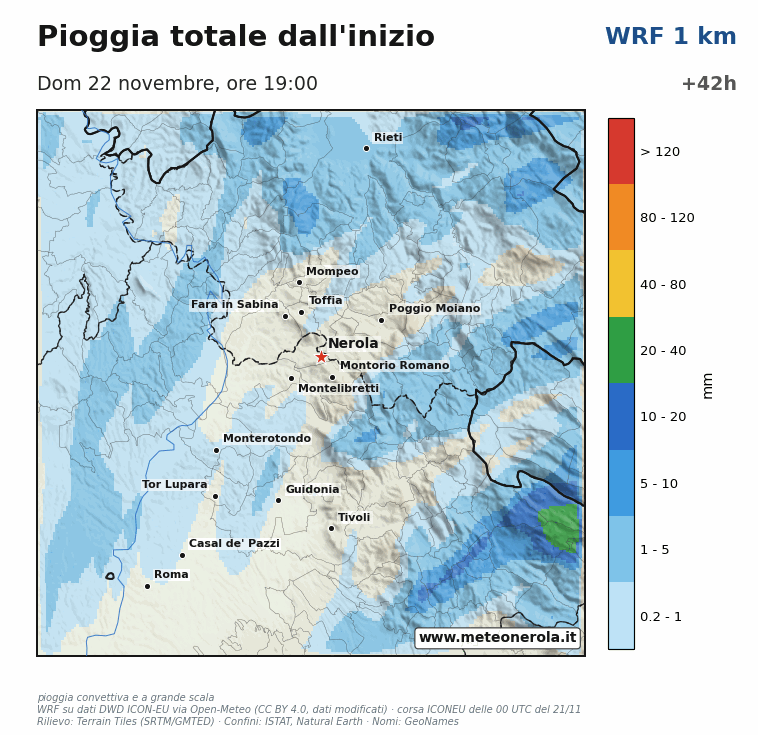 Pioggia totale dall'inizio
WRF 1 km
Dom 22 novembre, ore 19:00
+42h
Rieti
Mompeo
Fara in Sabina
Toffia
Poggio Moiano
Nerola
Montorio Romano
Montelibretti
Monterotondo
Tor Lupara
Guidonia
Tivoli
Casal de' Pazzi
Roma
www.meteonerola.it
> 120
80 - 120
40 - 80
20 - 40
10 - 20
5 - 10
1 - 5
0.2 - 1
mm
pioggia convettiva e a grande scala
WRF su dati DWD ICON-EU via Open-Meteo (CC BY 4.0, dati modificati) · corsa ICONEU delle 00 UTC del 21/11
Rilievo: Terrain Tiles (SRTM/GMTED) · Confini: ISTAT, Natural Earth · Nomi: GeoNames